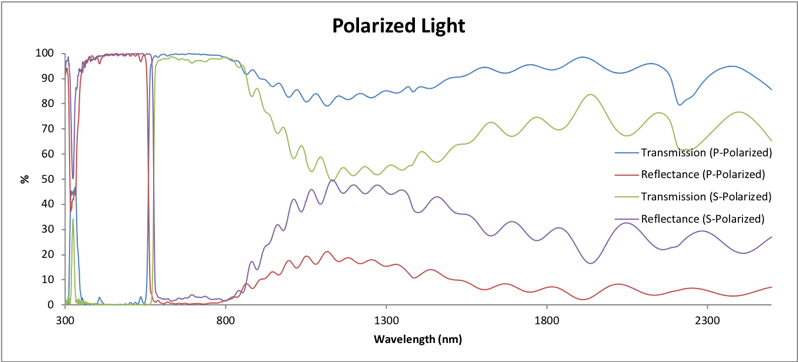 Polarized Light
100
90
80
70
60
50
40
30
20
10
0
%
Transmission (P-Polarized)
Reflectance (P-Polarized)
Transmission (S-Polarized)
Reflectance (S-Polarized)
300 800 1300 1800 2300
Wavelength (nm)